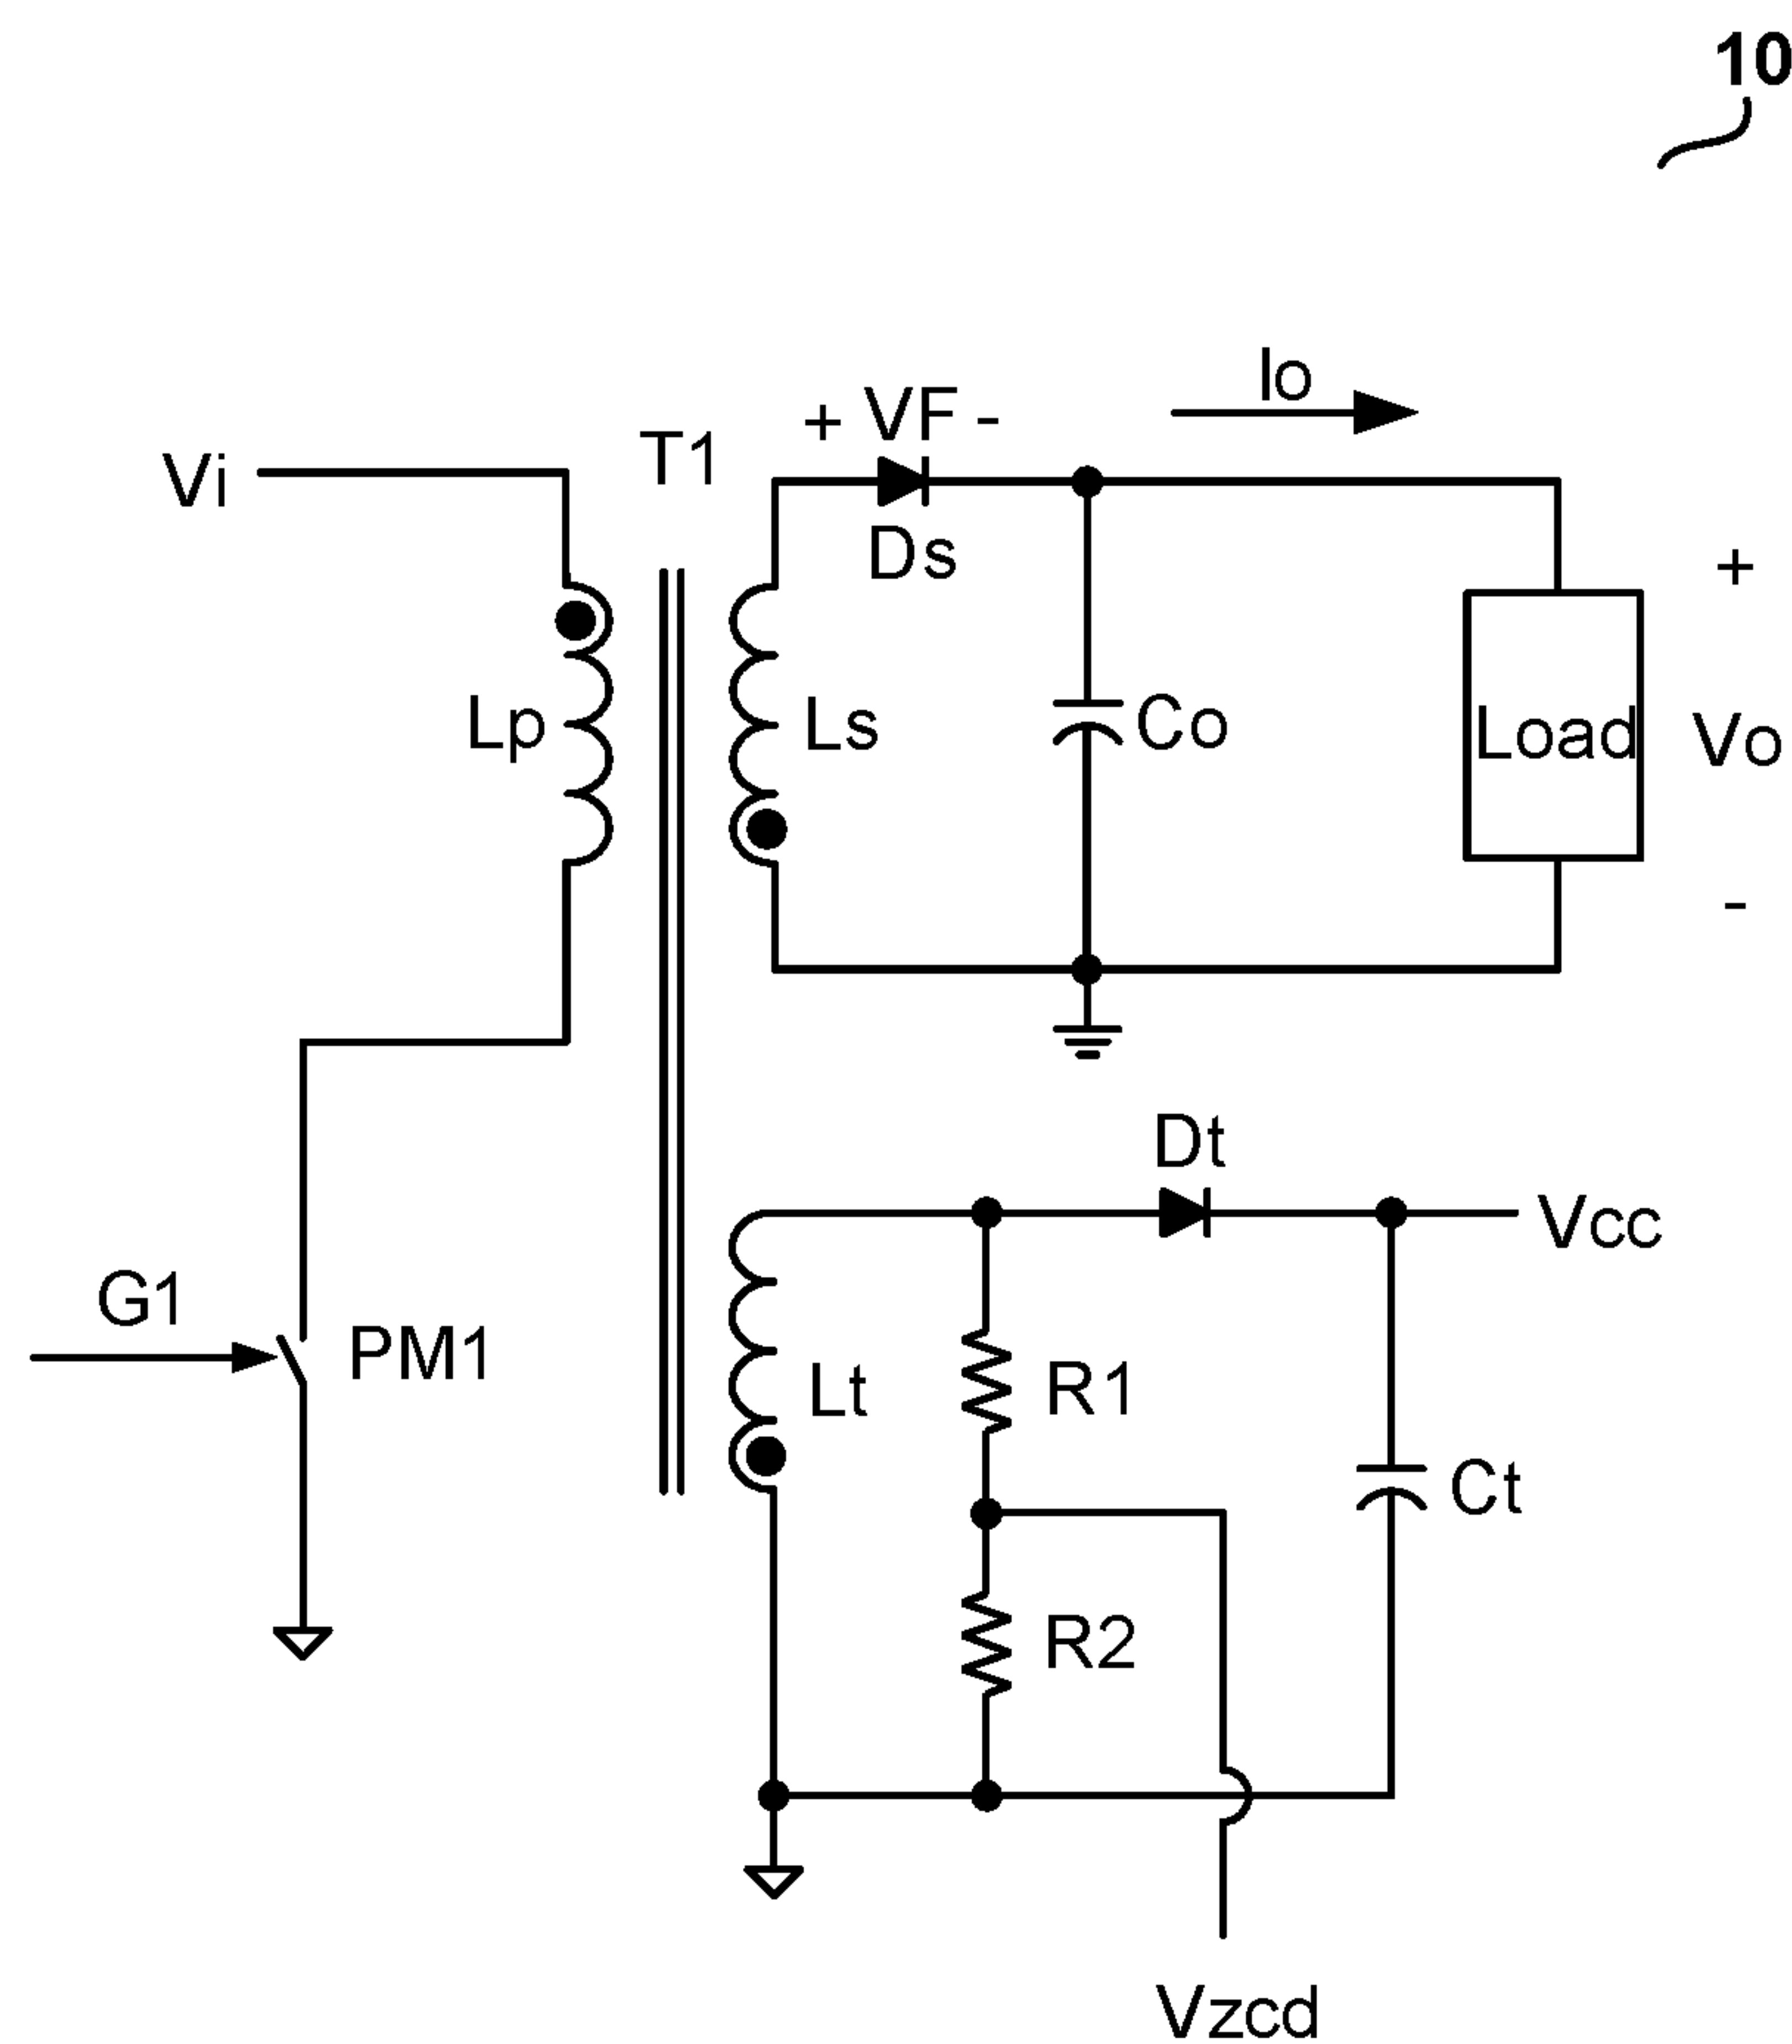 10
Io
+ VF -
T1
Vi
Ds
+
Lp
Ls
Co
Load
Vo
-
Dt
Vcc
G1
PM1
Lt
R1
Ct
R2
Vzcd